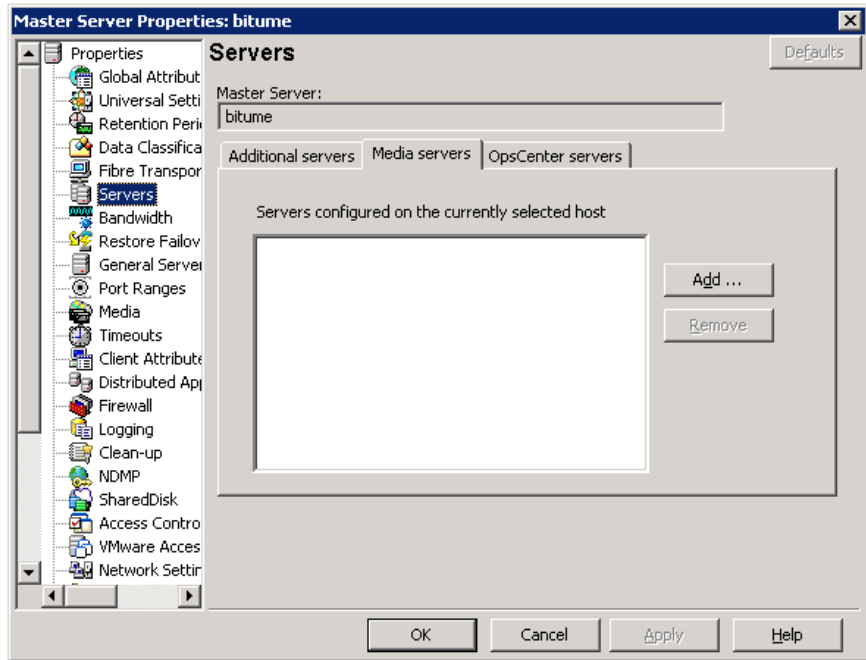 Master Server Properties: bitume
Properties
Global Attribut
Universal Setti
Retention Peri
Data Classifica
Fibre Transpor
Servers
Bandwidth
Restore Failov
General Server
Port Ranges
Media
Timeouts
Client Attribute
Distributed App
Firewall
Logging
Clean-up
NDMP
SharedDisk
Access Contro
VMware Acces
Network Settin
Servers
Defaults
Master Server:
bitume
Additional servers Media servers OpsCenter servers
Servers configured on the currently selected host
Add ...
Remove
OK Cancel Apply Help